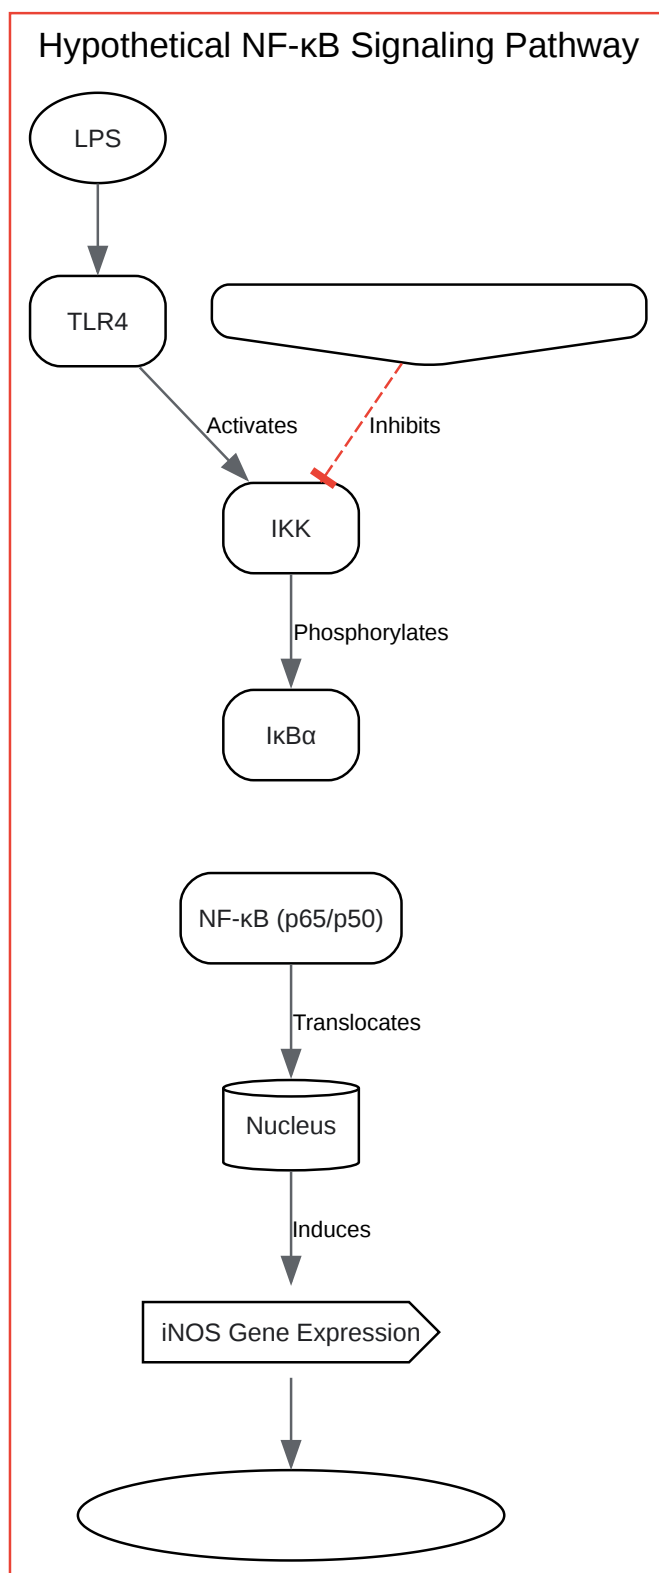 Hypothetical NF-κB Signaling Pathway
LPS
TLR4
Activates
Inhibits
IKK
Phosphorylates
IκBα
NF-κB (p65/p50)
Translocates
Nucleus
Induces
iNOS Gene Expression